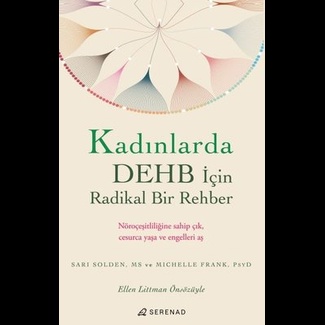 Kadınlarda
DEHB İçin
Radikal Bir Rehber
Nöroçeşitliliğine sahip çık,
cesurca yaşa ve engelleri aş
SARI SOLDEN, MS ve MICHELLE FRANK, PSYD
Ellen Littman Önsözüyle
SERENAD